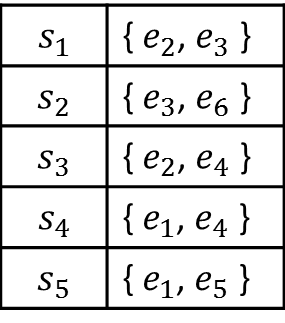 s₁ { e₂, e₃ }
s₂ { e₃, e₆ }
s₃ { e₂, e₄ }
s₄ { e₁, e₄ }
s₅ { e₁, e₅ }